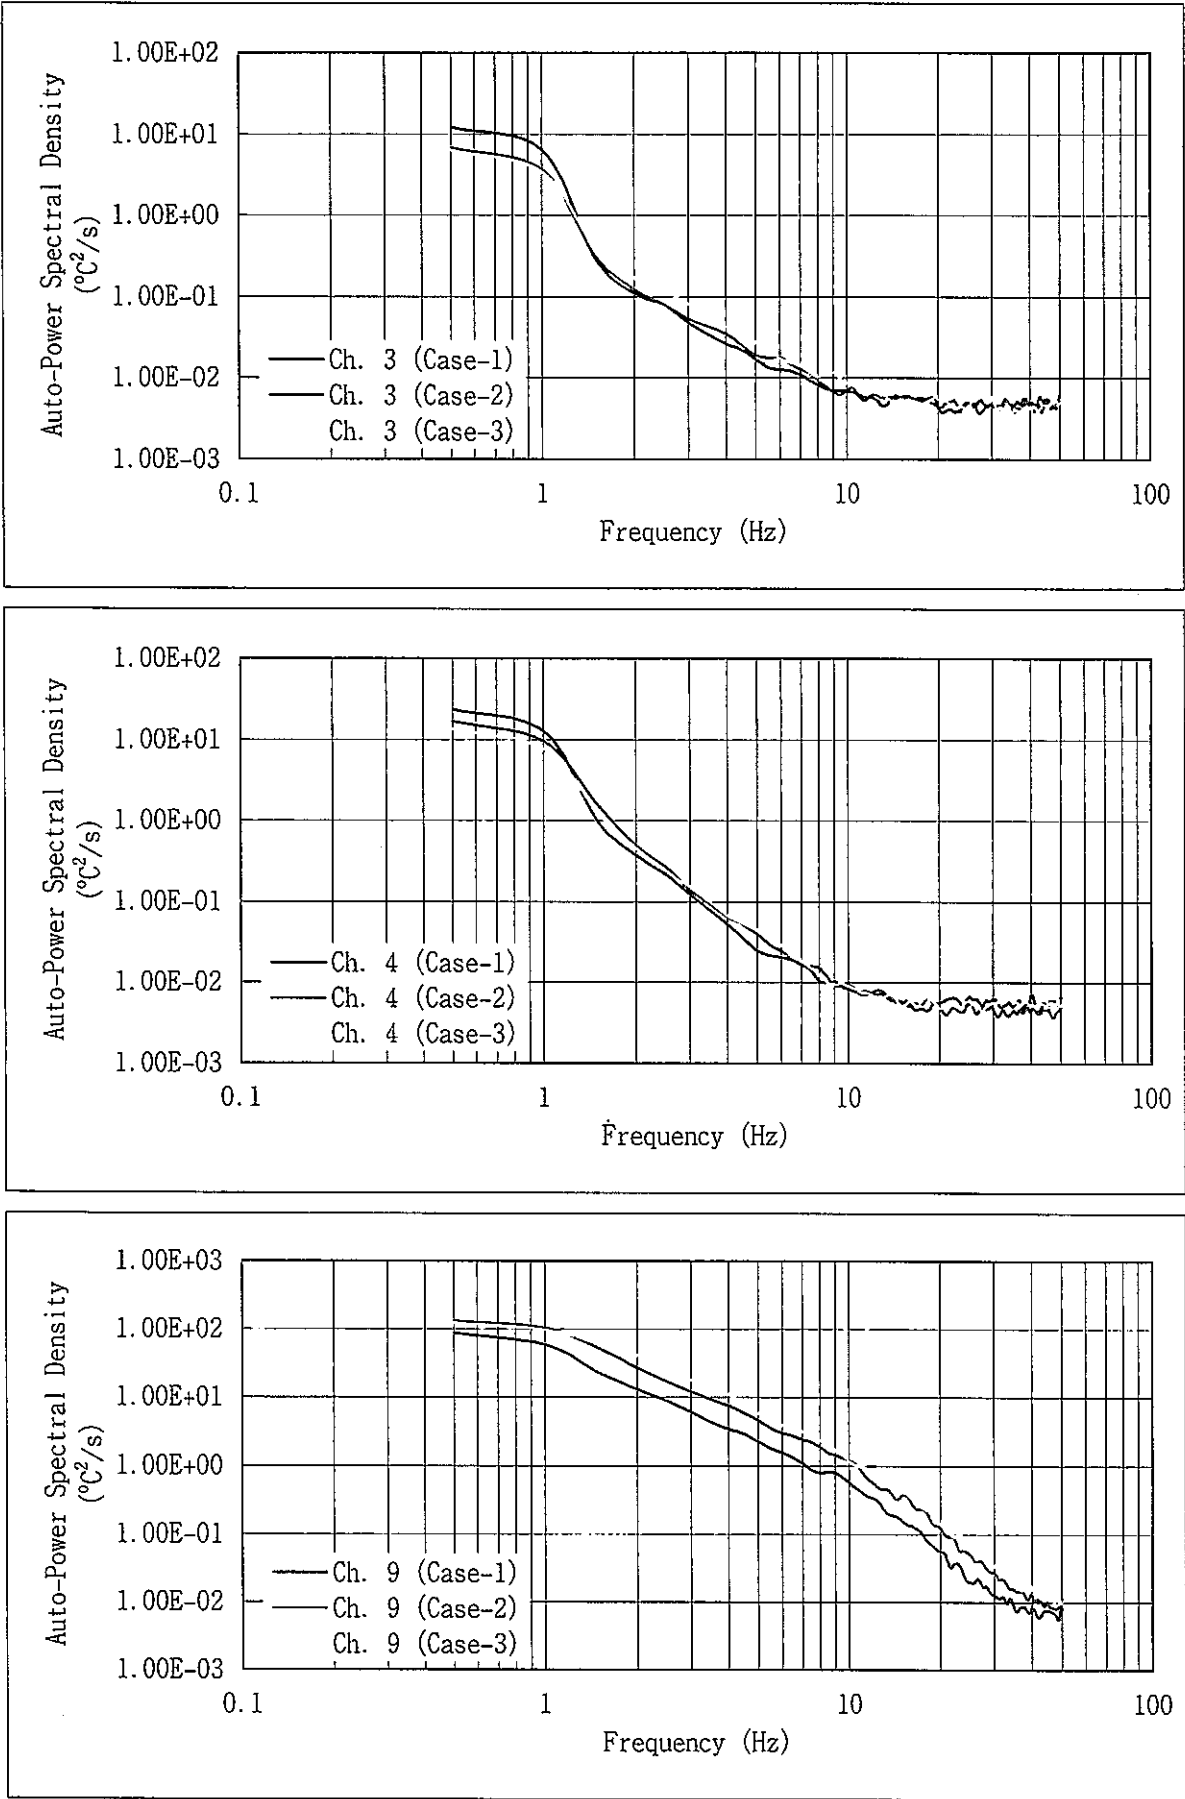 Auto-Power Spectral Density
(°C²/s)
1.00E+02
1.00E+01
1.00E+00
1.00E-01
1.00E-02
1.00E-03
Ch. 3 (Case-1)
Ch. 3 (Case-2)
Ch. 3 (Case-3)
0.1 1 10 100
Frequency (Hz)
Auto-Power Spectral Density
(°C²/s)
1.00E+02
1.00E+01
1.00E+00
1.00E-01
1.00E-02
1.00E-03
Ch. 4 (Case-1)
Ch. 4 (Case-2)
Ch. 4 (Case-3)
0.1 1 10 100
Frequency (Hz)
Auto-Power Spectral Density
(°C²/s)
1.00E+03
1.00E+02
1.00E+01
1.00E+00
1.00E-01
1.00E-02
1.00E-03
Ch. 9 (Case-1)
Ch. 9 (Case-2)
Ch. 9 (Case-3)
0.1 1 10 100
Frequency (Hz)